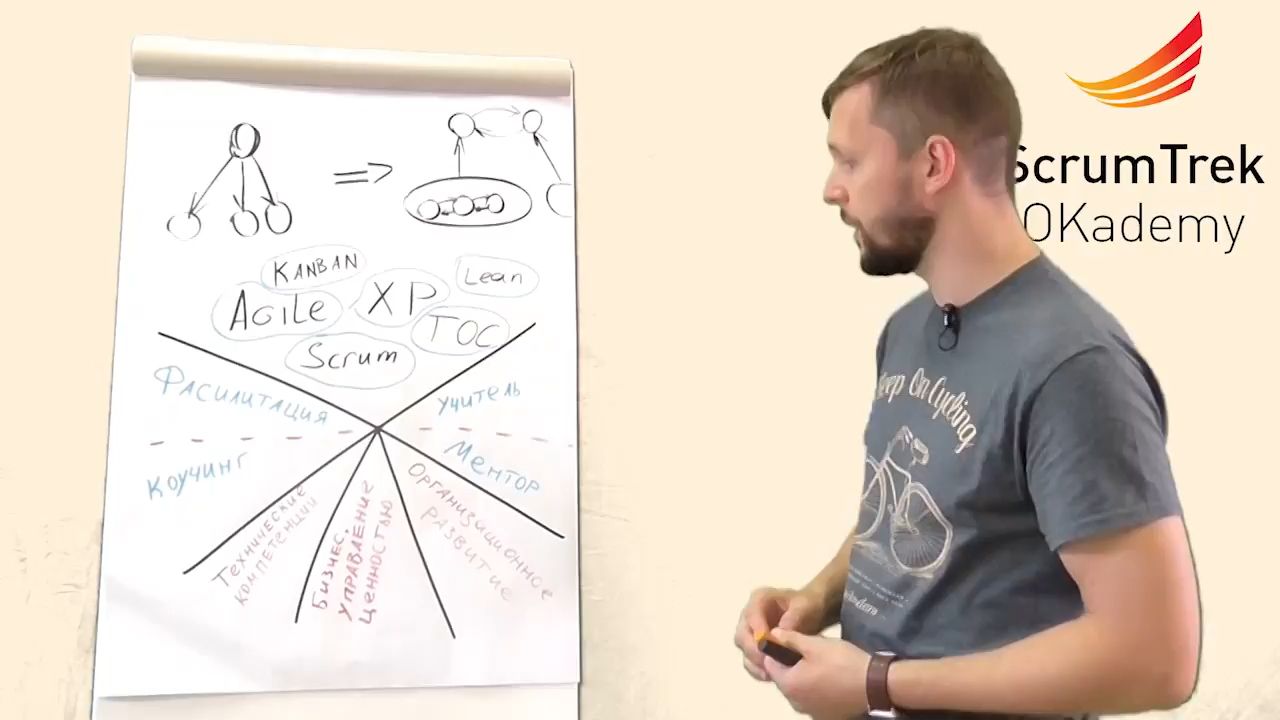 KANBAN
Lean
Agile
XP
TOC
Scrum
Фасилитация
учитель
Коучинг
Ментор
Технические
компетенции
Бизнес,
управление
ценностью
Организиционное
развитие
ScrumTrek
OKademy
Keep On Cycling